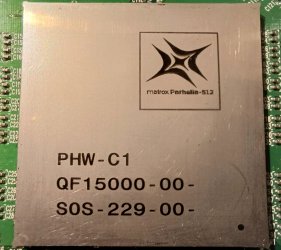 matrox Parhelia-512
PHW-C1
QF15000-00-
S0S-229-00-